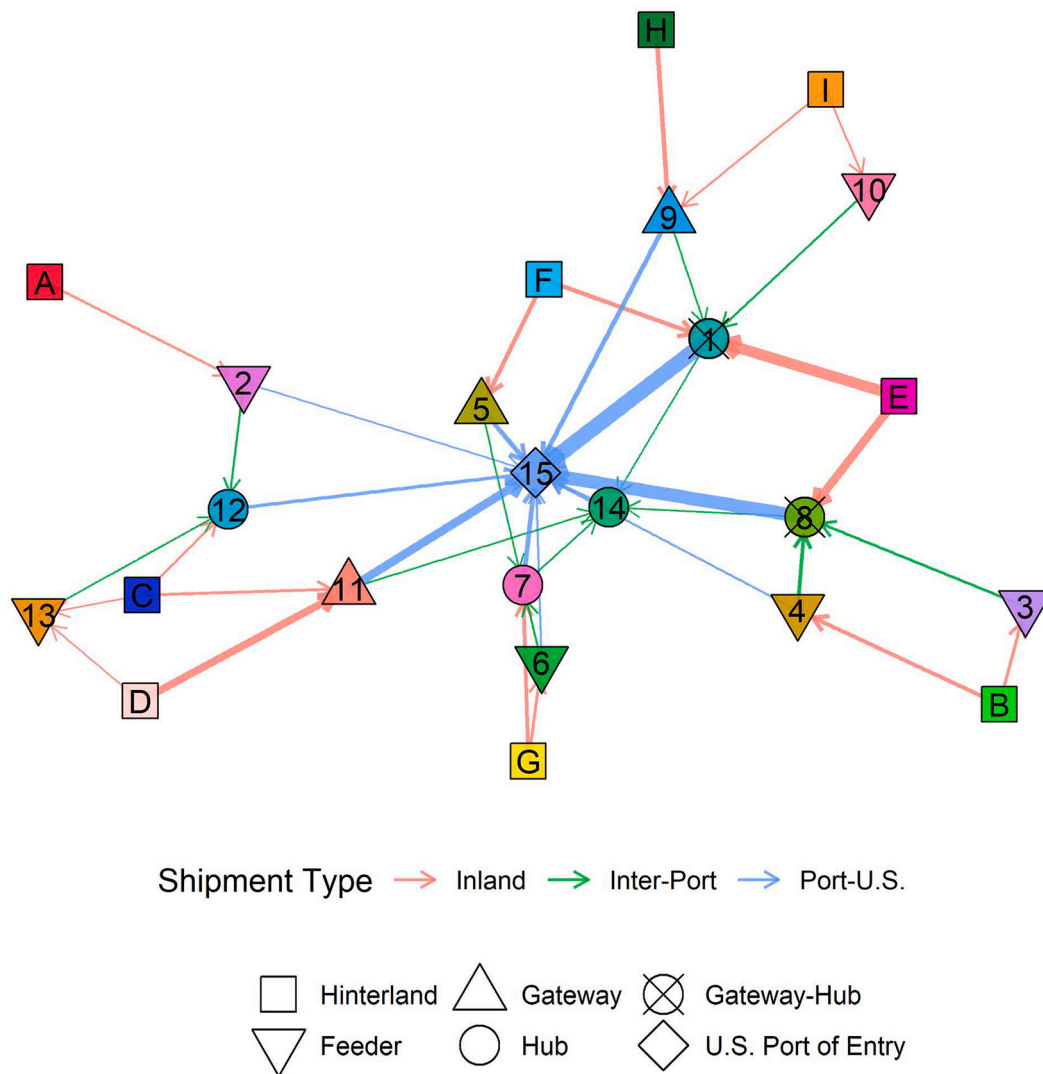 H
I
10
9
A
F
1
2
5
E
15
12
14
8
C
11
7
13
4
3
6
D
B
G
Shipment Type Inland Inter-Port Port-U.S.
Hinterland Gateway Gateway-Hub
Feeder Hub U.S. Port of Entry